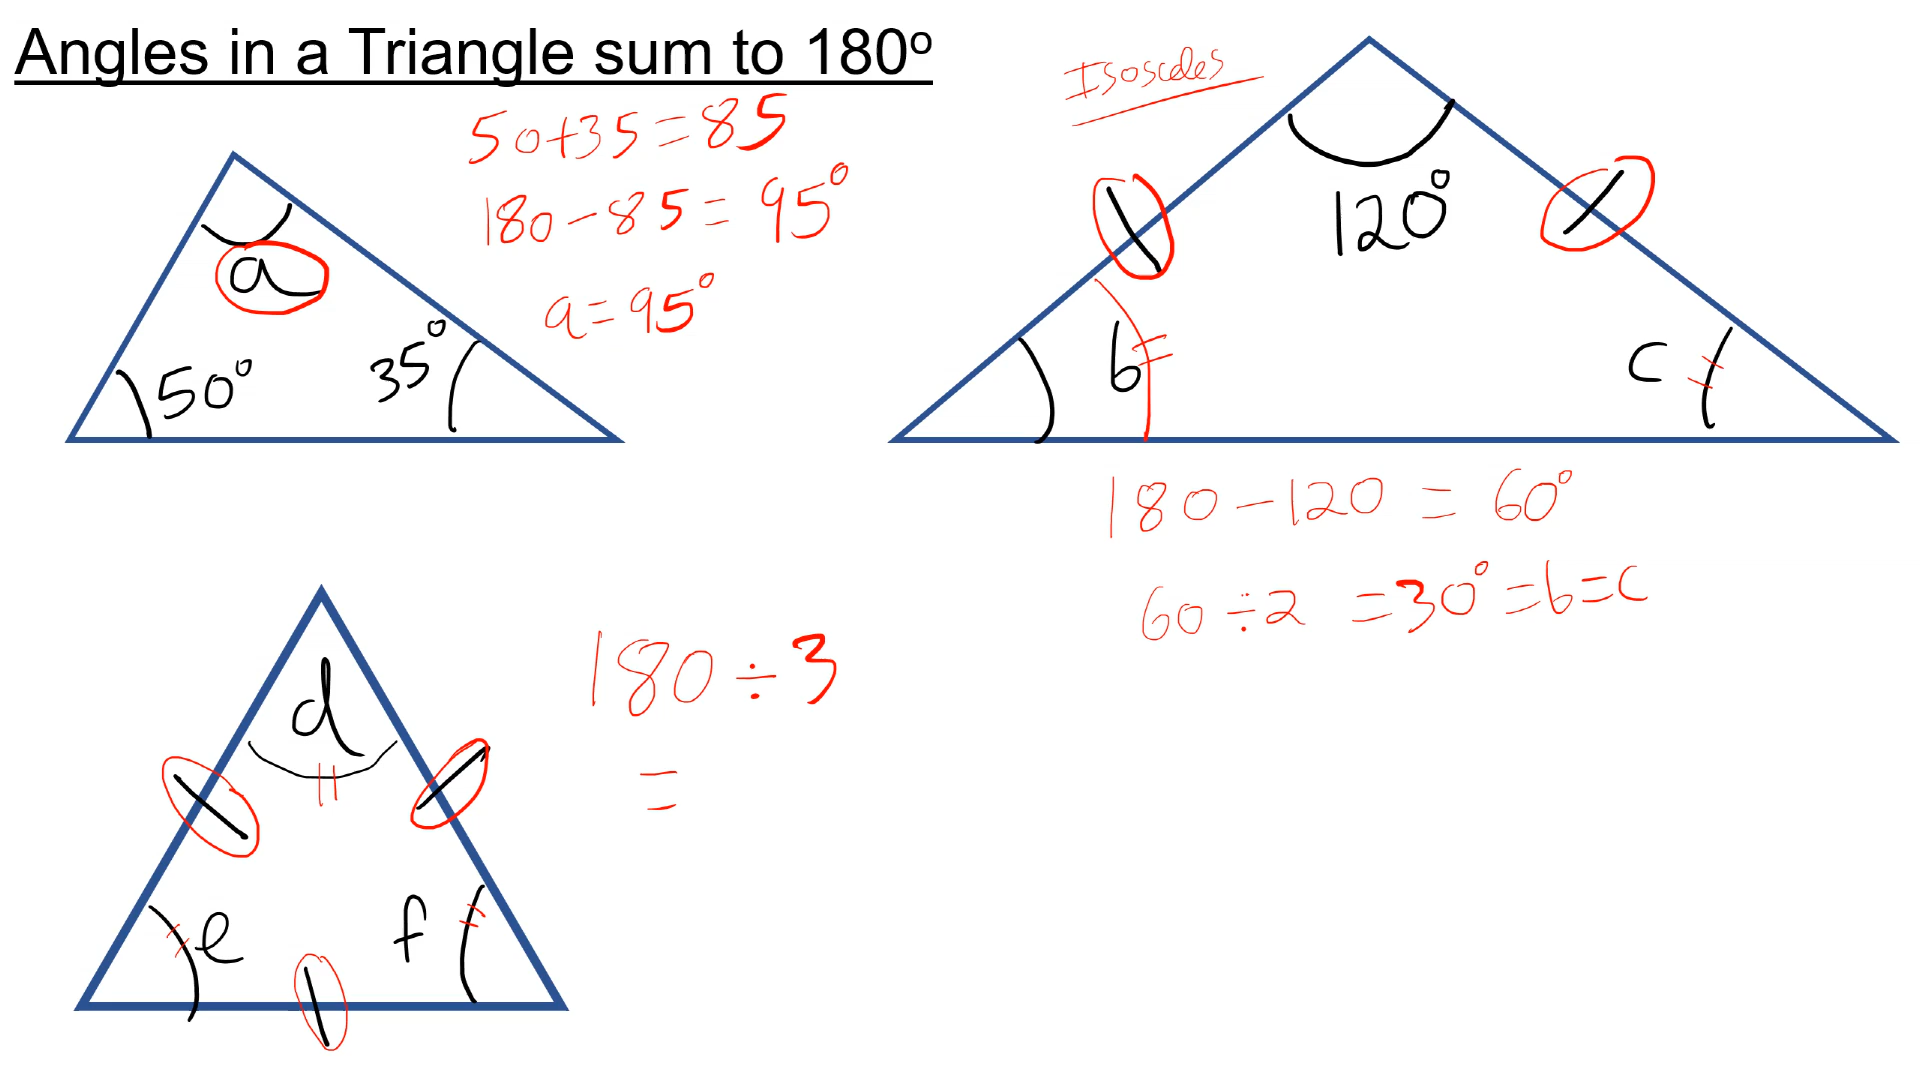 Angles in a Triangle sum to 180°
50+35=85
180-85=95°
a=95°
a
50°
35°
Isosceles
120°
b
c
180-120=60°
60÷2=30°=b=c
d
e
f
180÷3
=